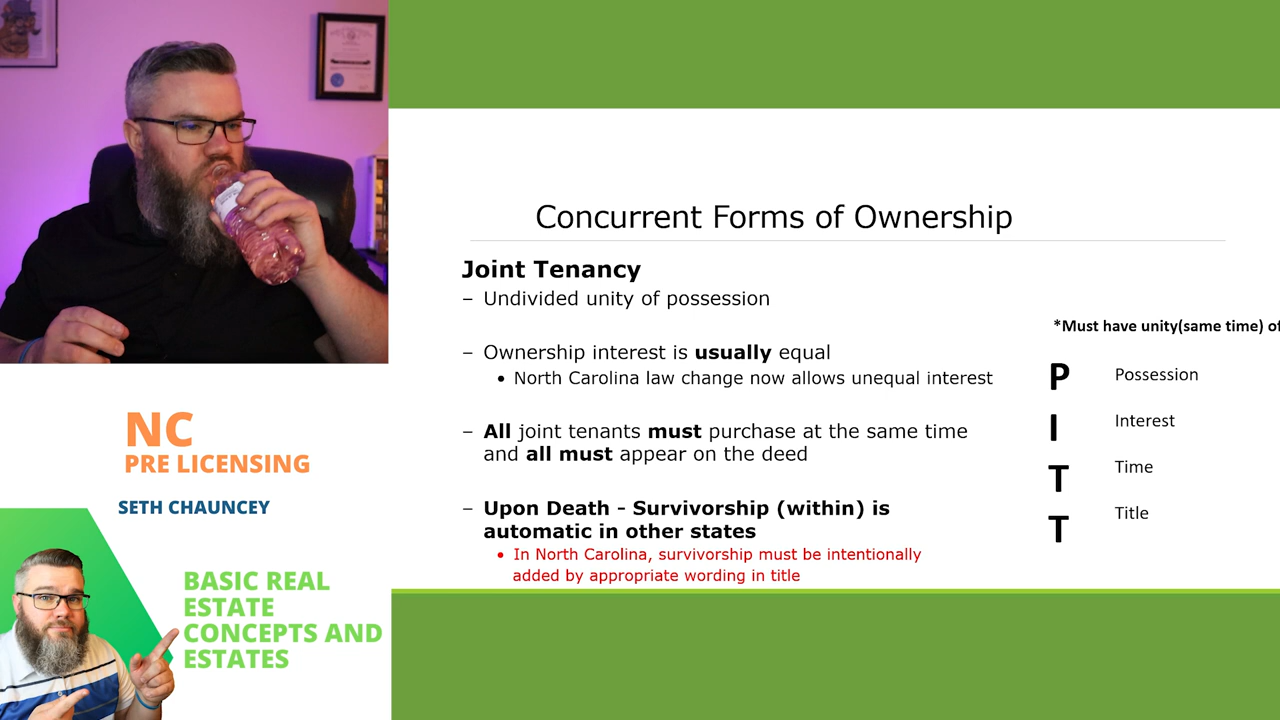 Concurrent Forms of Ownership
Joint Tenancy
– Undivided unity of possession
– Ownership interest is usually equal
• North Carolina law change now allows unequal interest
– All joint tenants must purchase at the same time
and all must appear on the deed
– Upon Death - Survivorship (within) is
automatic in other states
• In North Carolina, survivorship must be intentionally
added by appropriate wording in title
*Must have unity(same time) of
P Possession
I Interest
T Time
T Title
NC
PRE LICENSING
SETH CHAUNCEY
BASIC REAL
ESTATE
CONCEPTS AND
ESTATES